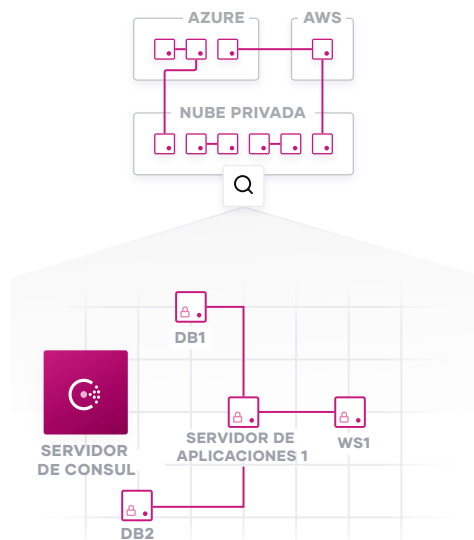 AZURE
AWS
NUBE PRIVADA
DB1
SERVIDOR
DE CONSUL
SERVIDOR DE
APLICACIONES 1
WS1
DB2